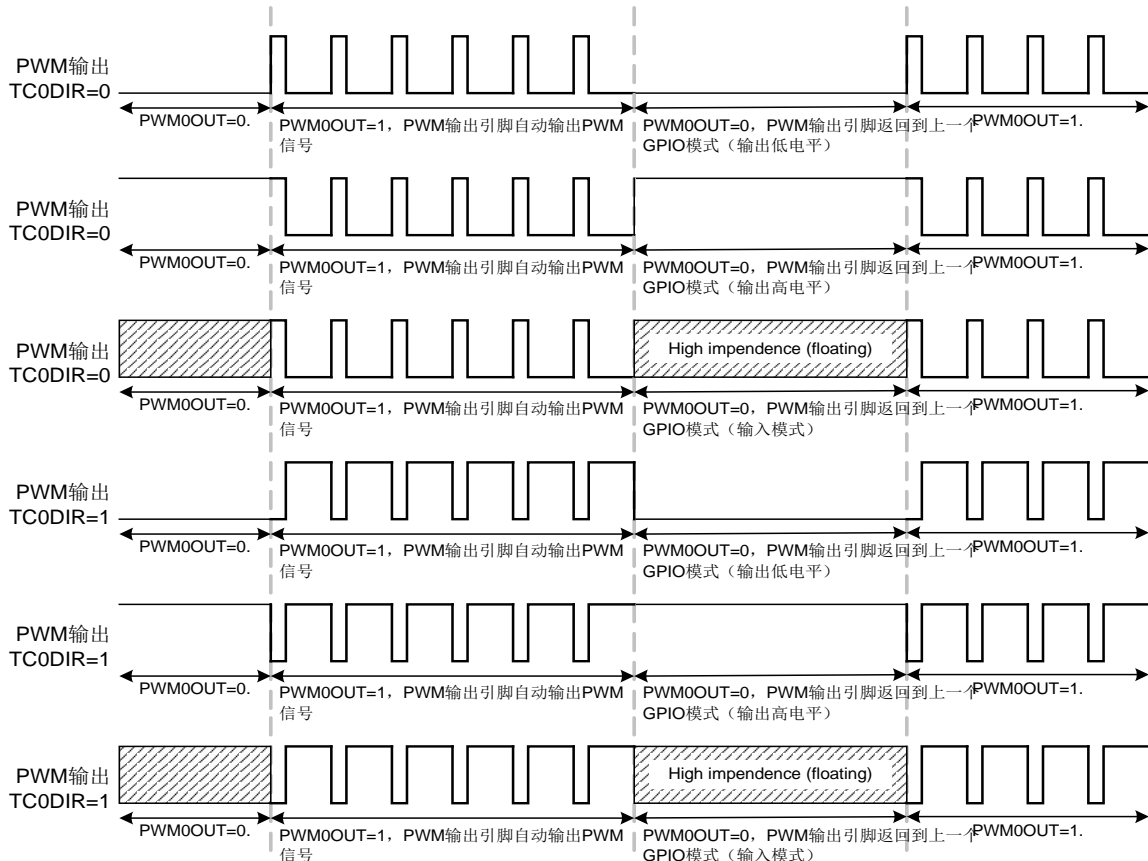 PWM输出
TC0DIR=0
PWM0OUT=0.
PWM0OUT=1，PWM输出引脚自动输出PWM
信号
PWM0OUT=0，PWM输出引脚返回到上一个
GPIO模式（输出低电平）
PWM0OUT=1.
PWM输出
TC0DIR=0
PWM0OUT=0.
PWM0OUT=1，PWM输出引脚自动输出PWM
信号
PWM0OUT=0，PWM输出引脚返回到上一个
GPIO模式（输出高电平）
PWM0OUT=1.
PWM输出
TC0DIR=0
High impendence (floating)
PWM0OUT=0.
PWM0OUT=1，PWM输出引脚自动输出PWM
信号
PWM0OUT=0，PWM输出引脚返回到上一个
GPIO模式（输入模式）
PWM0OUT=1.
PWM输出
TC0DIR=1
PWM0OUT=0.
PWM0OUT=1，PWM输出引脚自动输出PWM
信号
PWM0OUT=0，PWM输出引脚返回到上一个
GPIO模式（输出低电平）
PWM0OUT=1.
PWM输出
TC0DIR=1
PWM0OUT=0.
PWM0OUT=1，PWM输出引脚自动输出PWM
信号
PWM0OUT=0，PWM输出引脚返回到上一个
GPIO模式（输出高电平）
PWM0OUT=1.
PWM输出
TC0DIR=1
High impendence (floating)
PWM0OUT=0.
PWM0OUT=1，PWM输出引脚自动输出PWM
信号
PWM0OUT=0，PWM输出引脚返回到上一个
GPIO模式（输入模式）
PWM0OUT=1.